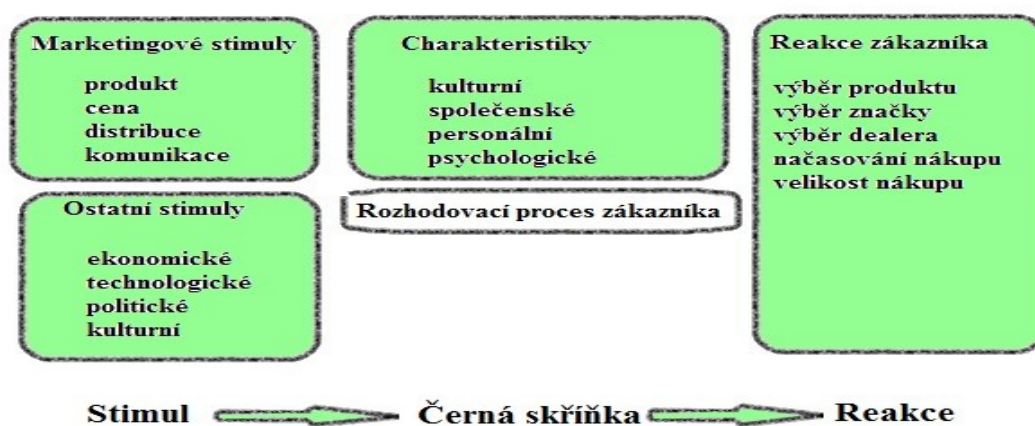 Marketingové stimuly
produkt
cena
distribuce
komunikace
Ostatní stimuly
ekonomické
technologické
politické
kulturní
Charakteristiky
kulturní
společenské
personální
psychologické
Rozhodovací proces zákazníka
Reakce zákazníka
výběr produktu
výběr značky
výběr dealera
načasování nákupu
velikost nákupu
Stimul
Černá skříňka
Reakce